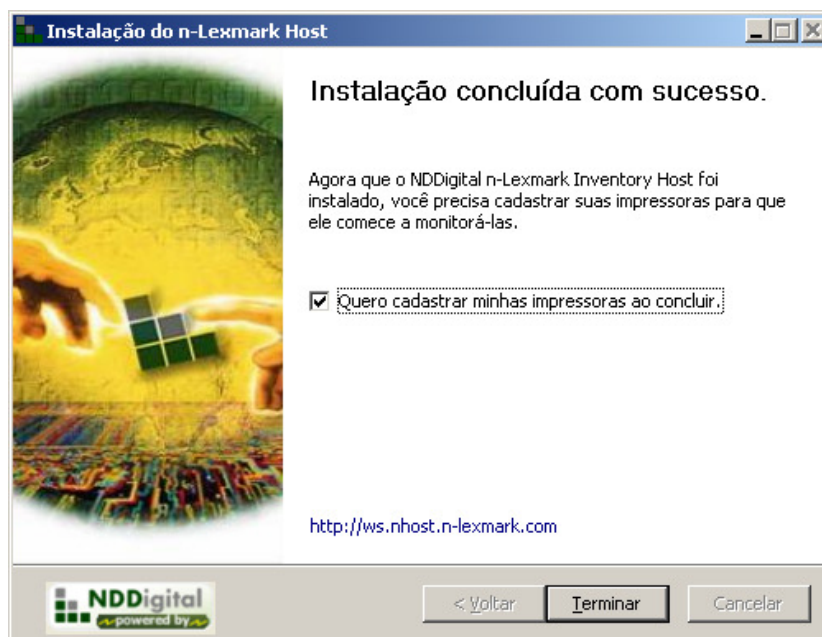 Instalação do n-Lexmark Host
Instalação concluída com sucesso.
Agora que o NDDigital n-Lexmark Inventory Host foi
instalado, você precisa cadastrar suas impressoras para que
ele comece a monitorá-las.
Quero cadastrar minhas impressoras ao concluir.
http://ws.nhost.n-lexmark.com
NDDigital
powered by
< Voltar
Terminar
Cancelar